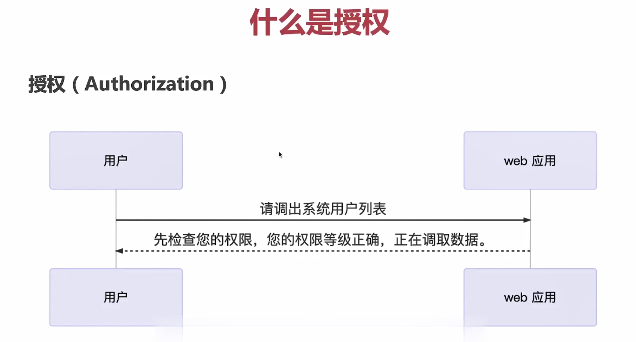 什么是授权
授权（Authorization）
用户
web 应用
请调出系统用户列表
先检查您的权限，您的权限等级正确，正在调取数据。
用户
web 应用